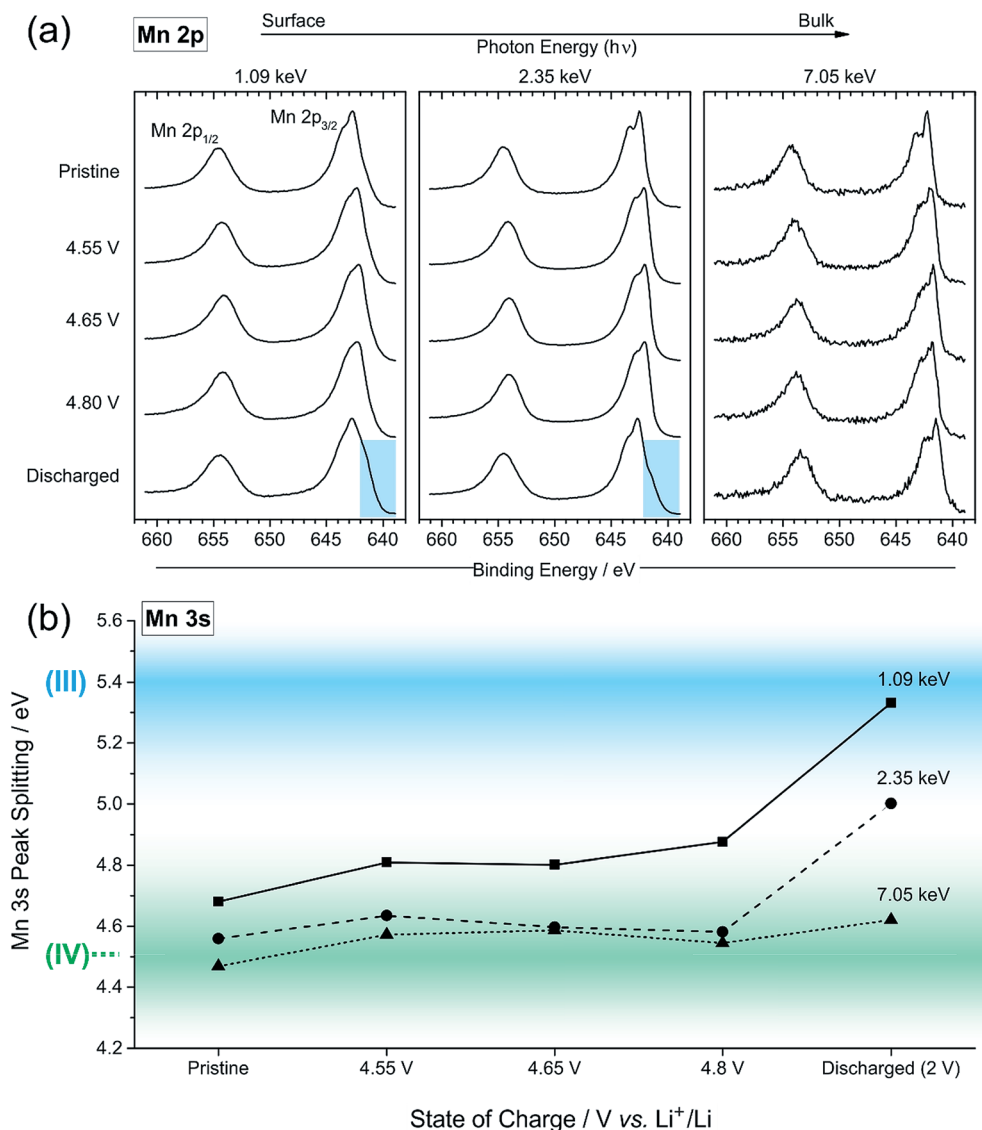 (a)
Mn 2p
Surface
Bulk
Photon Energy (hν)
1.09 keV
2.35 keV
7.05 keV
Mn 2p1/2
Mn 2p3/2
Pristine
4.55 V
4.65 V
4.80 V
Discharged
660 655 650 645 640
660 655 650 645 640
660 655 650 645 640
Binding Energy / eV
(b)
Mn 3s
Mn 3s Peak Splitting / eV
5.6
(III)
5.4
1.09 keV
5.2
2.35 keV
5.0
4.8
7.05 keV
4.6
(IV)
4.4
4.2
Pristine 4.55 V 4.65 V 4.8 V Discharged (2 V)
State of Charge / V vs. Li⁺/Li